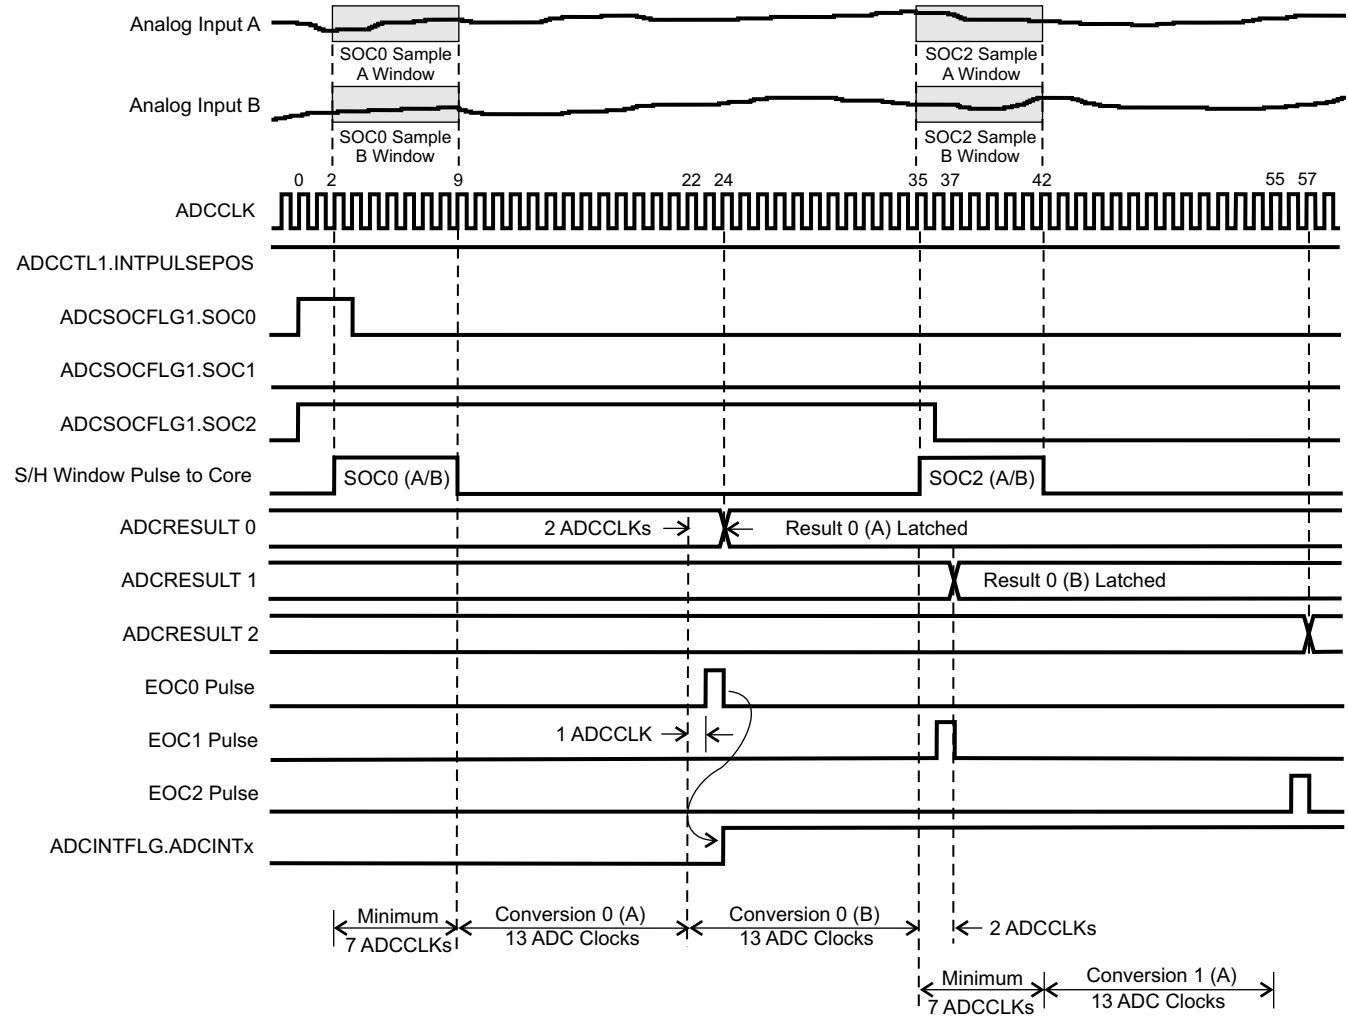 Analog Input A
SOC0 Sample
A Window
SOC2 Sample
A Window
Analog Input B
SOC0 Sample
B Window
SOC2 Sample
B Window
0 2 9 22 24 35 37 42 55 57
ADCCLK
ADCCTL1.INTPULSEPOS
ADCSOCFLG1.SOC0
ADCSOCFLG1.SOC1
ADCSOCFLG1.SOC2
S/H Window Pulse to Core SOC0 (A/B) SOC2 (A/B)
ADCRESULT 0 2 ADCCLKs Result 0 (A) Latched
ADCRESULT 1 Result 0 (B) Latched
ADCRESULT 2
EOC0 Pulse
EOC1 Pulse 1 ADCCLK
EOC2 Pulse
ADCINTFLG.ADCINTx
Minimum
7 ADCCLKs
Conversion 0 (A)
13 ADC Clocks
Conversion 0 (B)
13 ADC Clocks
2 ADCCLKs
Minimum
7 ADCCLKs
Conversion 1 (A)
13 ADC Clocks